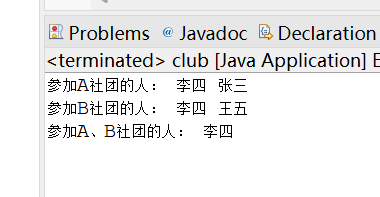 Problems @ Javadoc Declaration
<terminated> club [Java Application] E
参加A社团的人： 李四 张三
参加B社团的人： 李四 王五
参加A、B社团的人： 李四